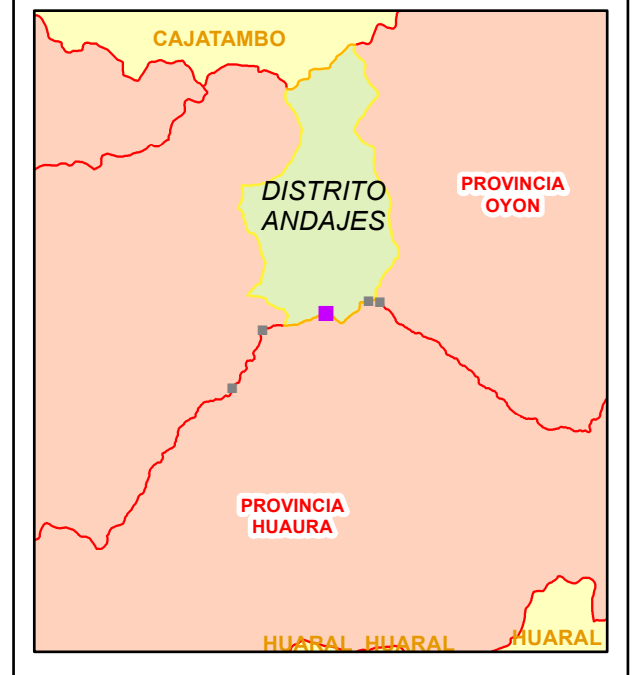 CAJATAMBO
DISTRITO
ANDAJES
PROVINCIA
OYON
PROVINCIA
HUAURA
HUARAL HUARAL HUARAL